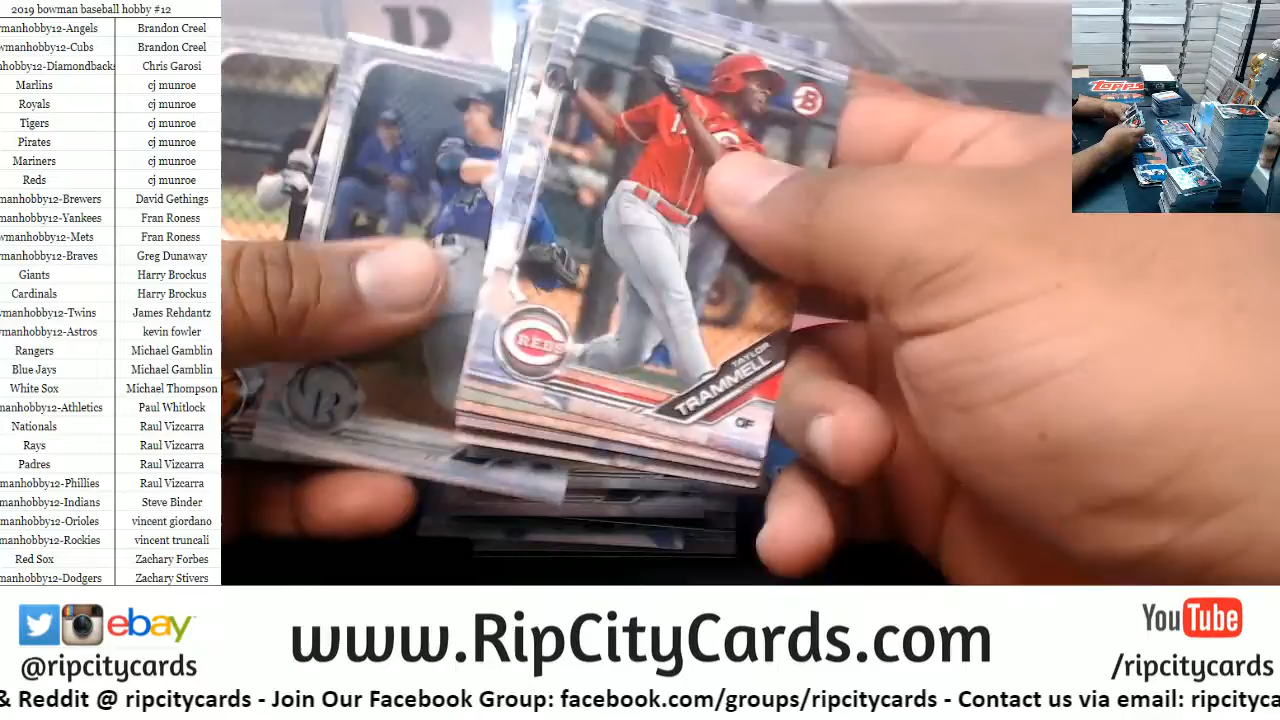 2019 bowman baseball hobby #12
manhobby12-Angels Brandon Creel
wmanhobby12-Cubs Brandon Creel
hobby12-Diamondbacks Chris Garosi
Marlins cj munroe
Royals cj munroe
Tigers cj munroe
Pirates cj munroe
Mariners cj munroe
Reds cj munroe
manhobby12-Brewers David Gethings
manhobby12-Yankees Fran Roness
wmanhobby12-Mets Fran Roness
manhobby12-Braves Greg Dunaway
Giants Harry Brockus
Cardinals Harry Brockus
manhobby12-Twins James Rehdantz
manhobby12-Astros kevin fowler
Rangers Michael Gamblin
Blue Jays Michael Gamblin
White Sox Michael Thompson
manhobby12-Athletics Paul Whitlock
Nationals Raul Vizcarra
Rays Raul Vizcarra
Padres Raul Vizcarra
manhobby12-Phillies Raul Vizcarra
manhobby12-Indians Steve Binder
manhobby12-Orioles vincent giordano
manhobby12-Rockies vincent truncali
Red Sox Zachary Forbes
manhobby12-Dodgers Zachary Stivers
B
REDS
TAYLOR
TRAMMELL
OF
Topps
ebay
@ripcitycards
www.RipCityCards.com
YouTube
/ripcitycards
& Reddit @ ripcitycards - Join Our Facebook Group: facebook.com/groups/ripcitycards - Contact us via email: ripcityca